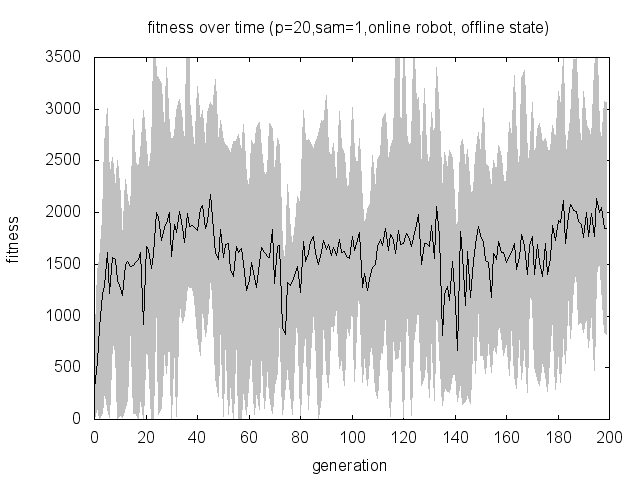 fitness over time (p=20,sam=1,online robot, offline state)
3500
3000
2500
2000
1500
1000
500
0
fitness
0 20 40 60 80 100 120 140 160 180 200
generation